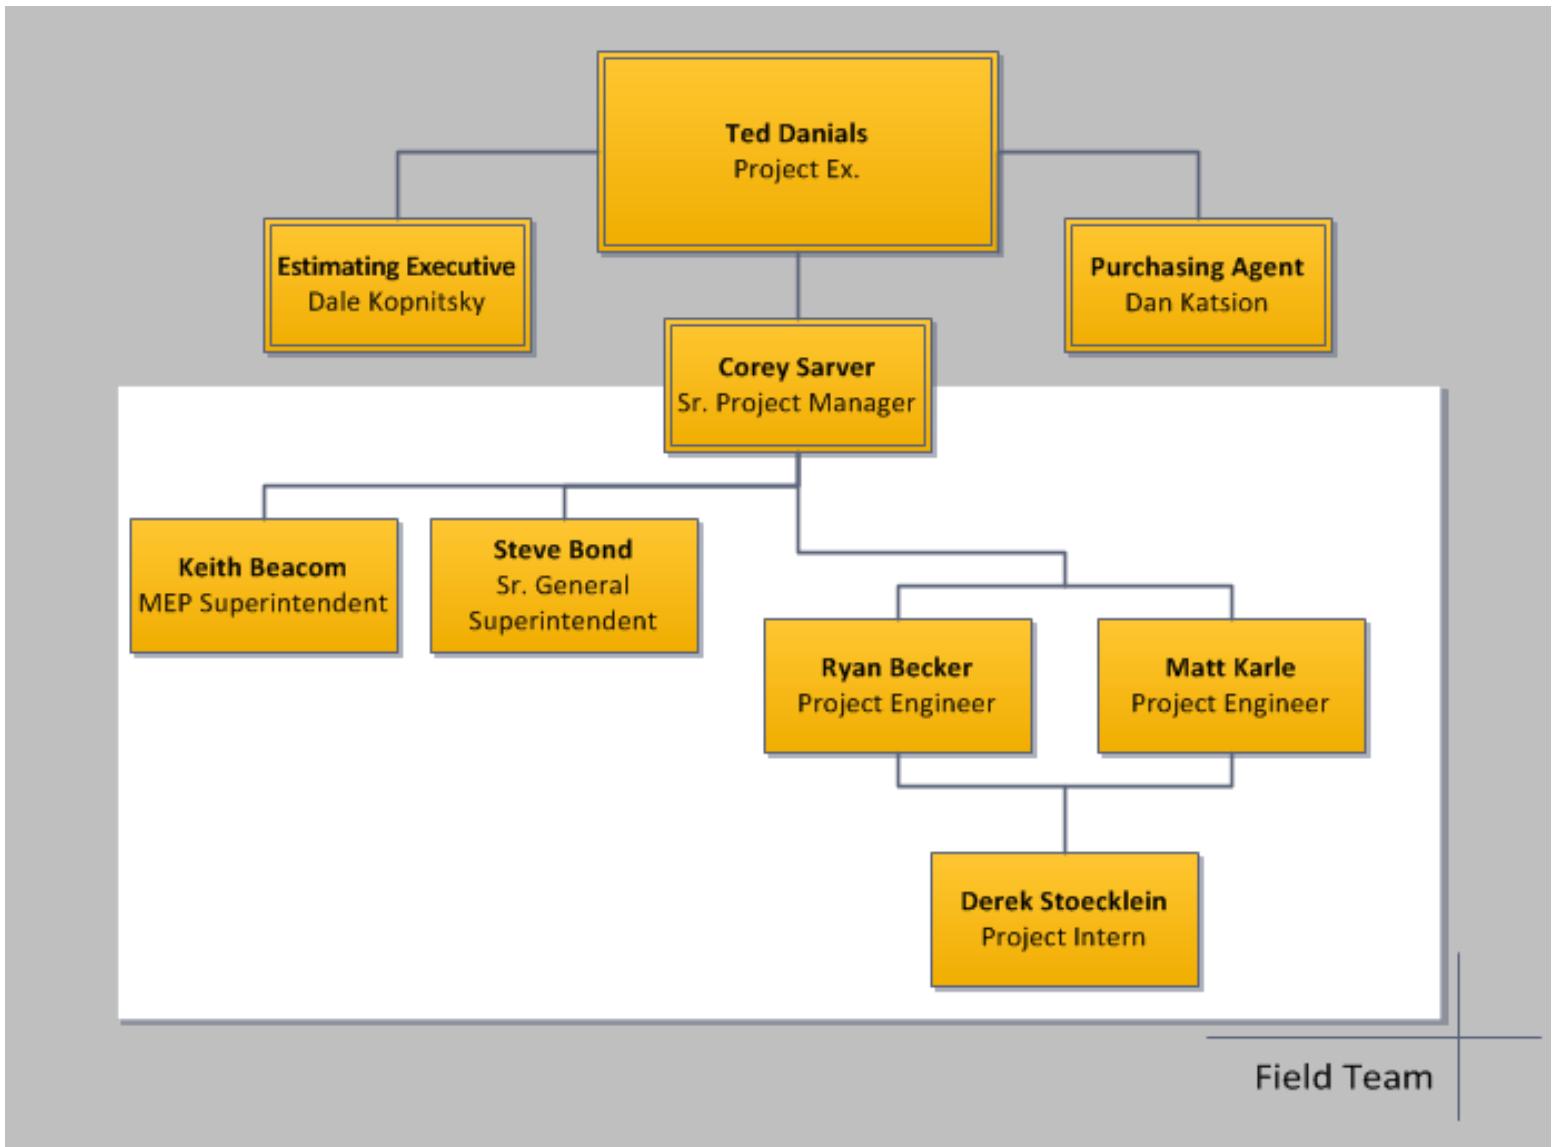 Ted Danials
Project Ex.
Estimating Executive
Dale Kopnitsky
Purchasing Agent
Dan Katsion
Corey Sarver
Sr. Project Manager
Keith Beacom
MEP Superintendent
Steve Bond
Sr. General
Superintendent
Ryan Becker
Project Engineer
Matt Karle
Project Engineer
Derek Stoecklein
Project Intern
Field Team